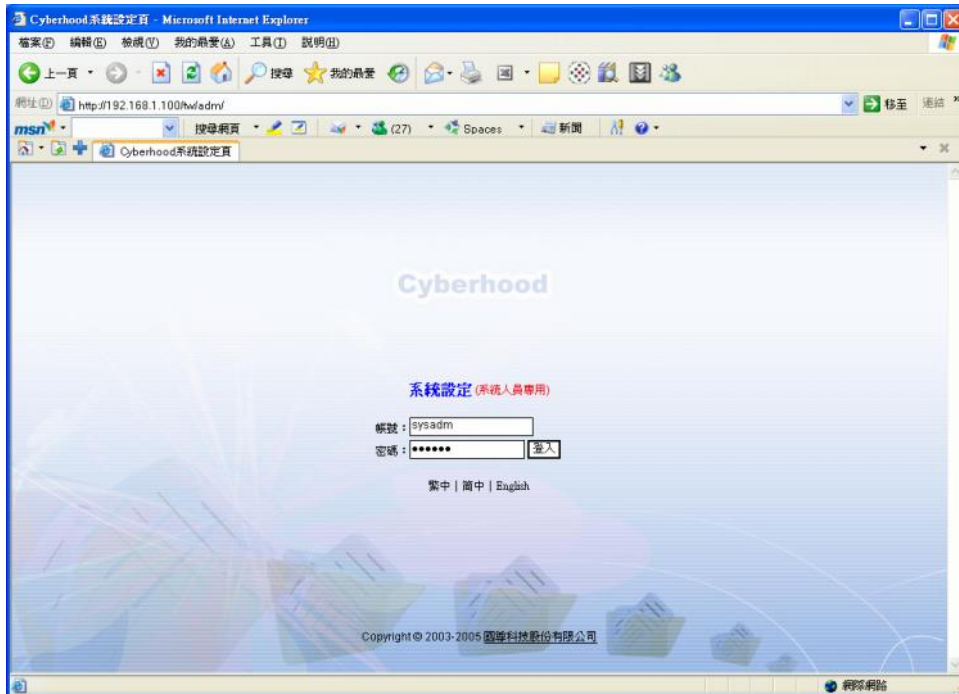 Cyberhood系統設定頁 - Microsoft Internet Explorer
檔案(F) 編輯(E) 檢視(V) 我的最愛(A) 工具(T) 說明(H)
上一頁 搜尋 我的最愛
網址(D) http://192.168.1.100/tw/adm/ 移至 連結 »
msn 搜尋網頁 (27) Spaces 新聞
Cyberhood系統設定頁
Cyberhood
系統設定 (系統人員專用)
帳號：sysadm
密碼：•••••• 登入
繁中 | 簡中 | English
Copyright © 2003-2005 國眾科技股份有限公司
網際網路